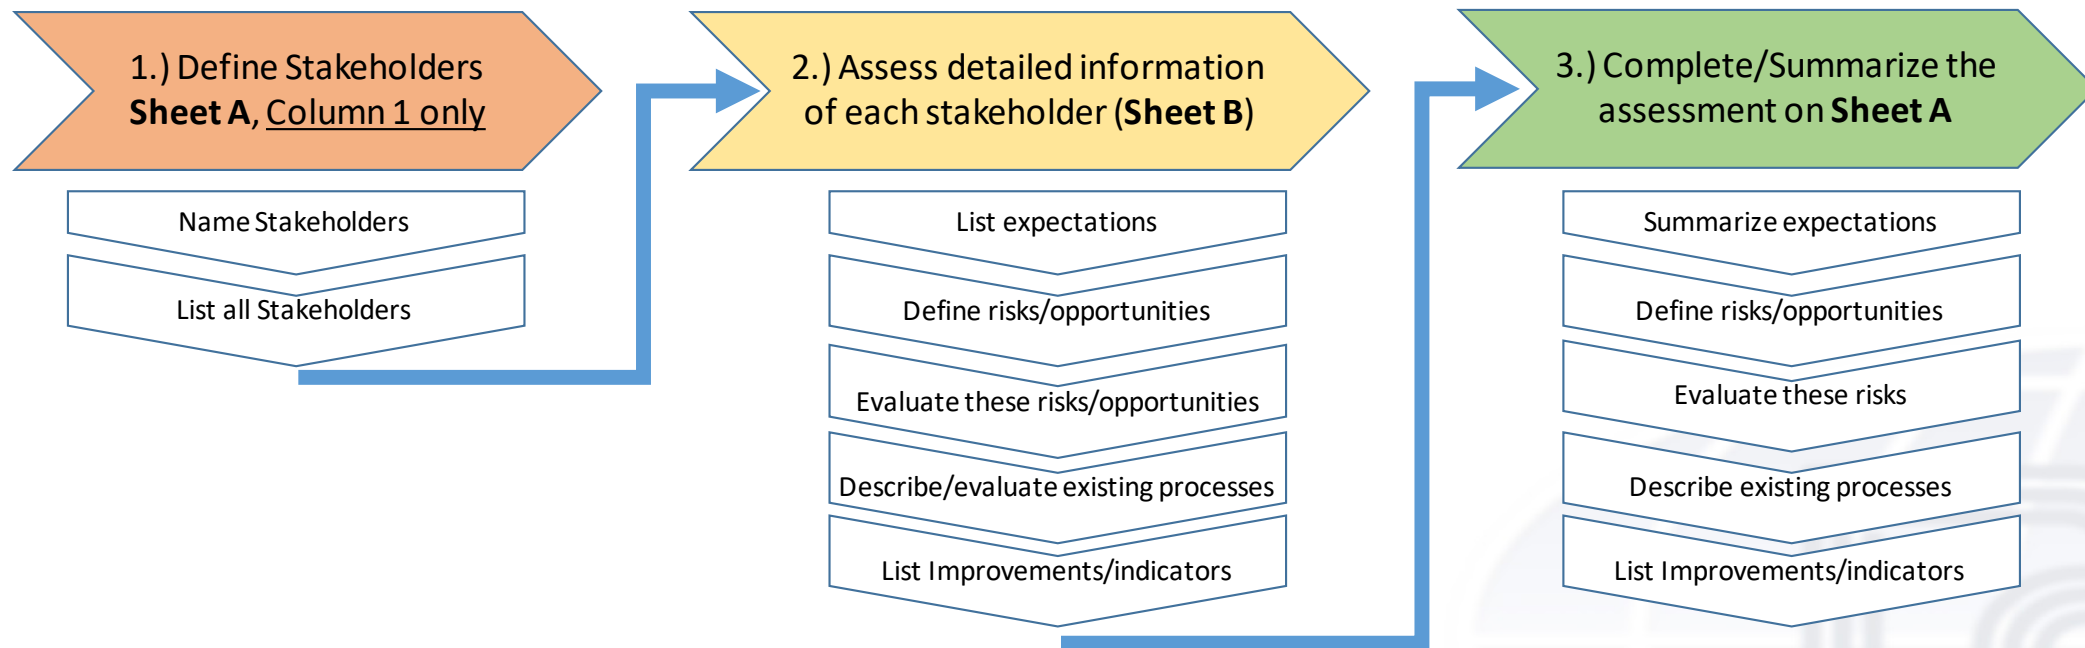 1.) Define Stakeholders
Sheet A, Column 1 only
Name Stakeholders
List all Stakeholders
2.) Assess detailed information
of each stakeholder (Sheet B)
List expectations
Define risks/opportunities
Evaluate these risks/opportunities
Describe/evaluate existing processes
List Improvements/indicators
3.) Complete/Summarize the
assessment on Sheet A
Summarize expectations
Define risks/opportunities
Evaluate these risks
Describe existing processes
List Improvements/indicators